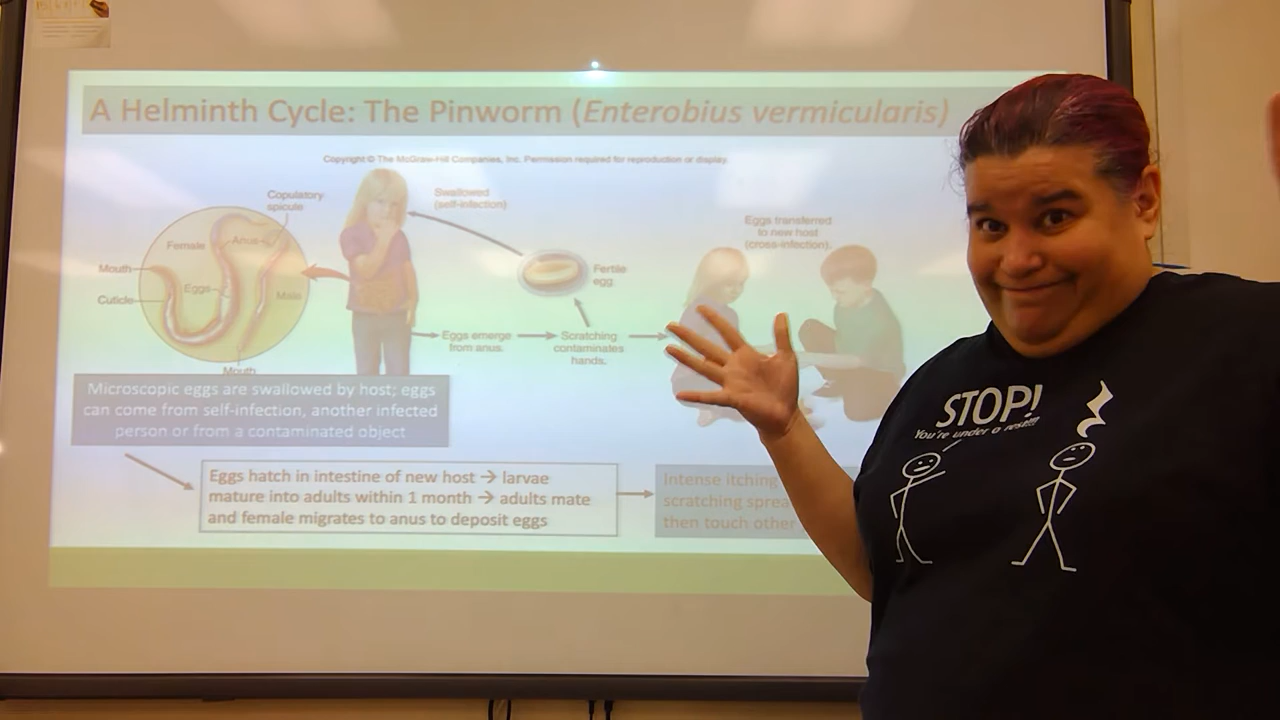 A Helminth Cycle: The Pinworm (Enterobius vermicularis)
Copyright © The McGraw-Hill Companies, Inc. Permission required for reproduction or display.
Copulatory
spicule
Swallowed
(self-infection)
Female
Anus
Mouth
Eggs
Cuticle
Male
Mouth
Fertile
egg.
Eggs transferred
to new host
(cross-infection).
Eggs emerge
from anus.
Scratching
contaminates
hands.
Microscopic eggs are swallowed by host; eggs
can come from self-infection, another infected
person or from a contaminated object
Eggs hatch in intestine of new host → larvae
mature into adults within 1 month → adults mate
and female migrates to anus to deposit eggs
Intense itching
scratching
then touch other
STOP!
You're under a rest!!!